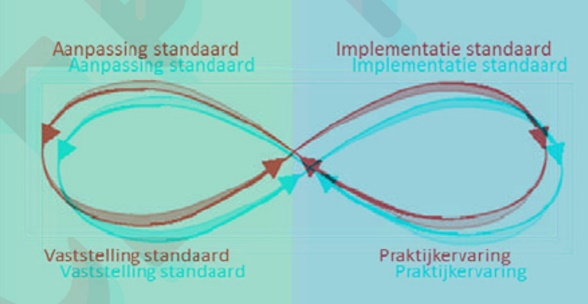 Aanpassing standaard
Aanpassing standaard
Implementatie standaard
Implementatie standaard
Vaststelling standaard
Vaststelling standaard
Praktijkervaring
Praktijkervaring